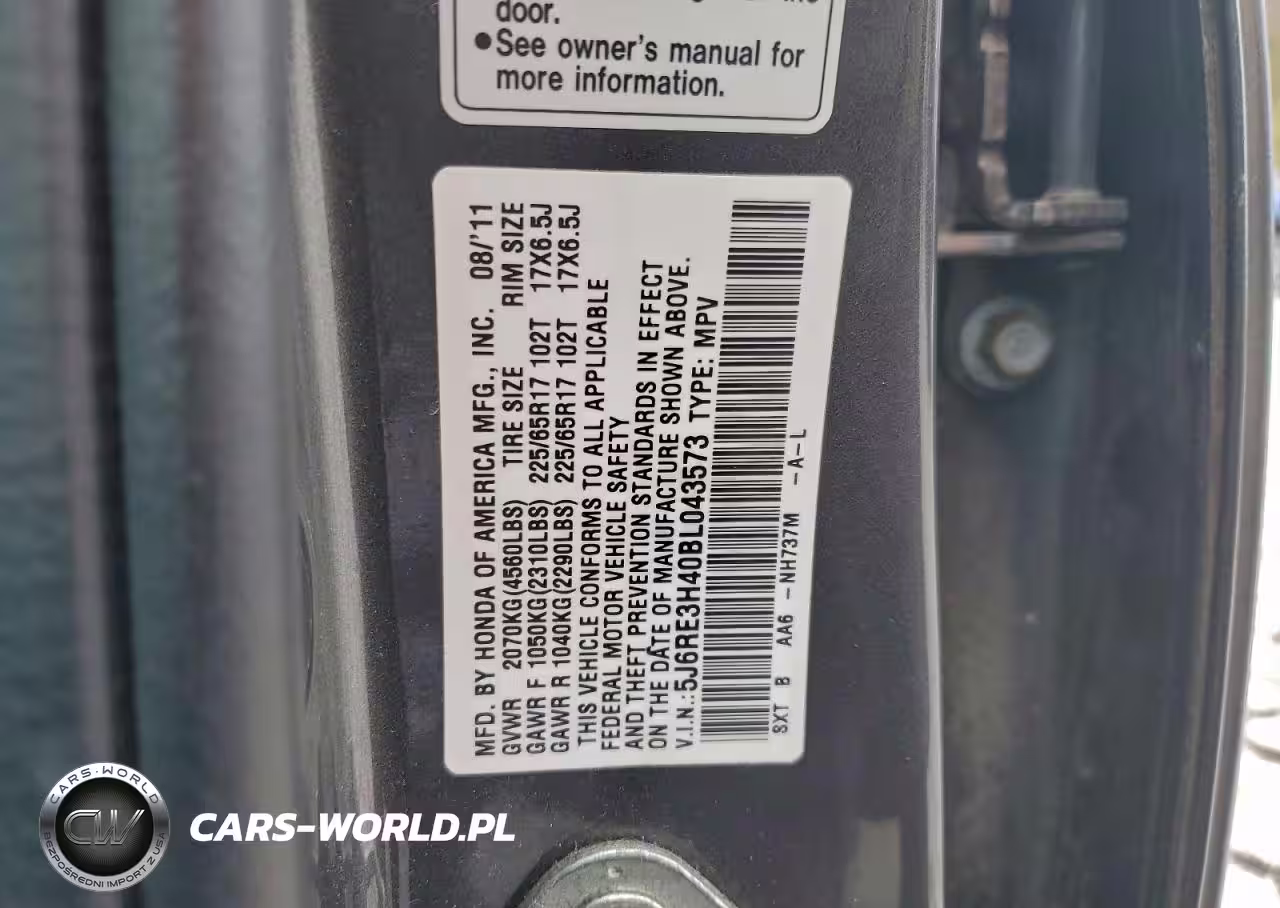 door.
●See owner's manual for
more information.
MFD. BY HONDA OF AMERICA MFG., INC. 08/'11
GVWR 2070KG(4560LBS) TIRE SIZE RIM SIZE
GAWR F 1050KG(2310LBS) 225/65R17 102T 17X6.5J
GAWR R 1040KG(2290LBS) 225/65R17 102T 17X6.5J
THIS VEHICLE CONFORMS TO ALL APPLICABLE
FEDERAL MOTOR VEHICLE SAFETY
AND THEFT PREVENTION STANDARDS IN EFFECT
ON THE DATE OF MANUFACTURE SHOWN ABOVE.
V.I.N.:5J6RE3H40BL043573 TYPE: MPV
SXT B AA6 -NH737M -A-L
CARS-WORLD
CW
BEZPOŚREDNI IMPORT Z USA
CARS-WORLD.PL